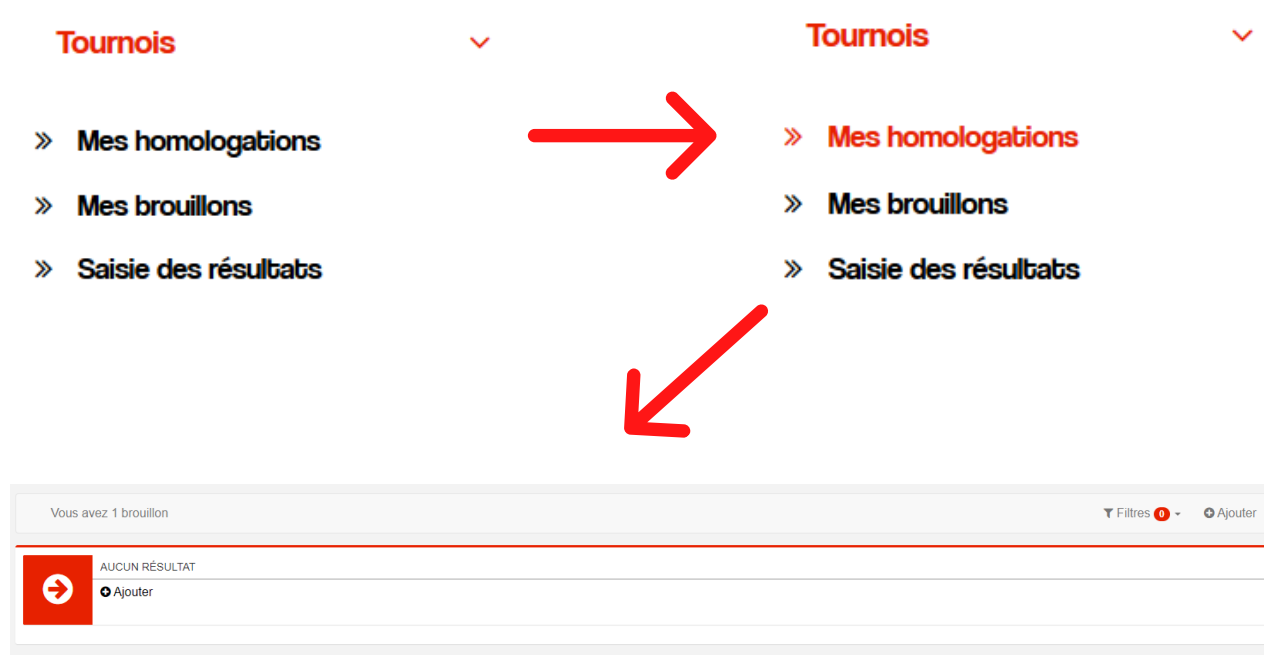 Tournois
Mes homologations
Mes brouillons
Saisie des résultats
Tournois
Mes homologations
Mes brouillons
Saisie des résultats
Vous avez 1 brouillon
Filtres 0
Ajouter
AUCUN RÉSULTAT
Ajouter